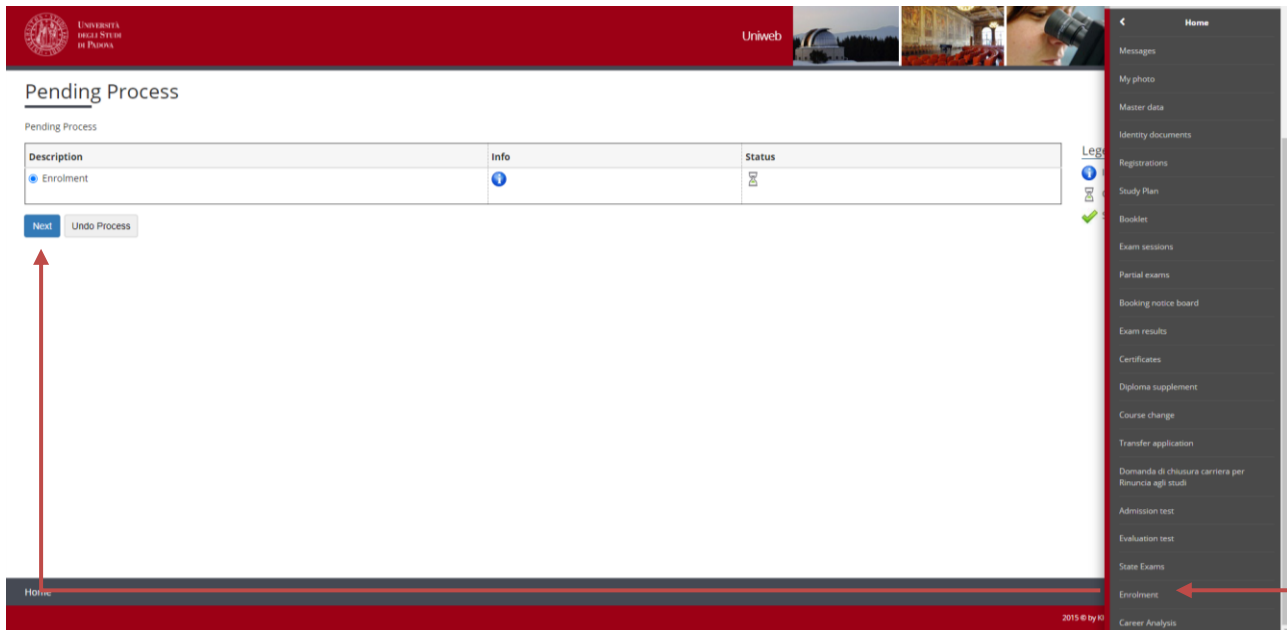 UNIVERSITÀ
DEGLI STUDI
DI PADOVA
Uniweb
Pending Process
Pending Process
Description Info Status
Enrolment
Next Undo Process
Home
2015 © by
Home
Messages
My photo
Master data
Identity documents
Registrations
Study Plan
Booklet
Exam sessions
Partial exams
Booking notice board
Exam results
Certificates
Diploma supplement
Course change
Transfer application
Domanda di chiusura carriera per
Rinuncia agli studi
Admission test
Evaluation test
State Exams
Enrolment
Career Analysis